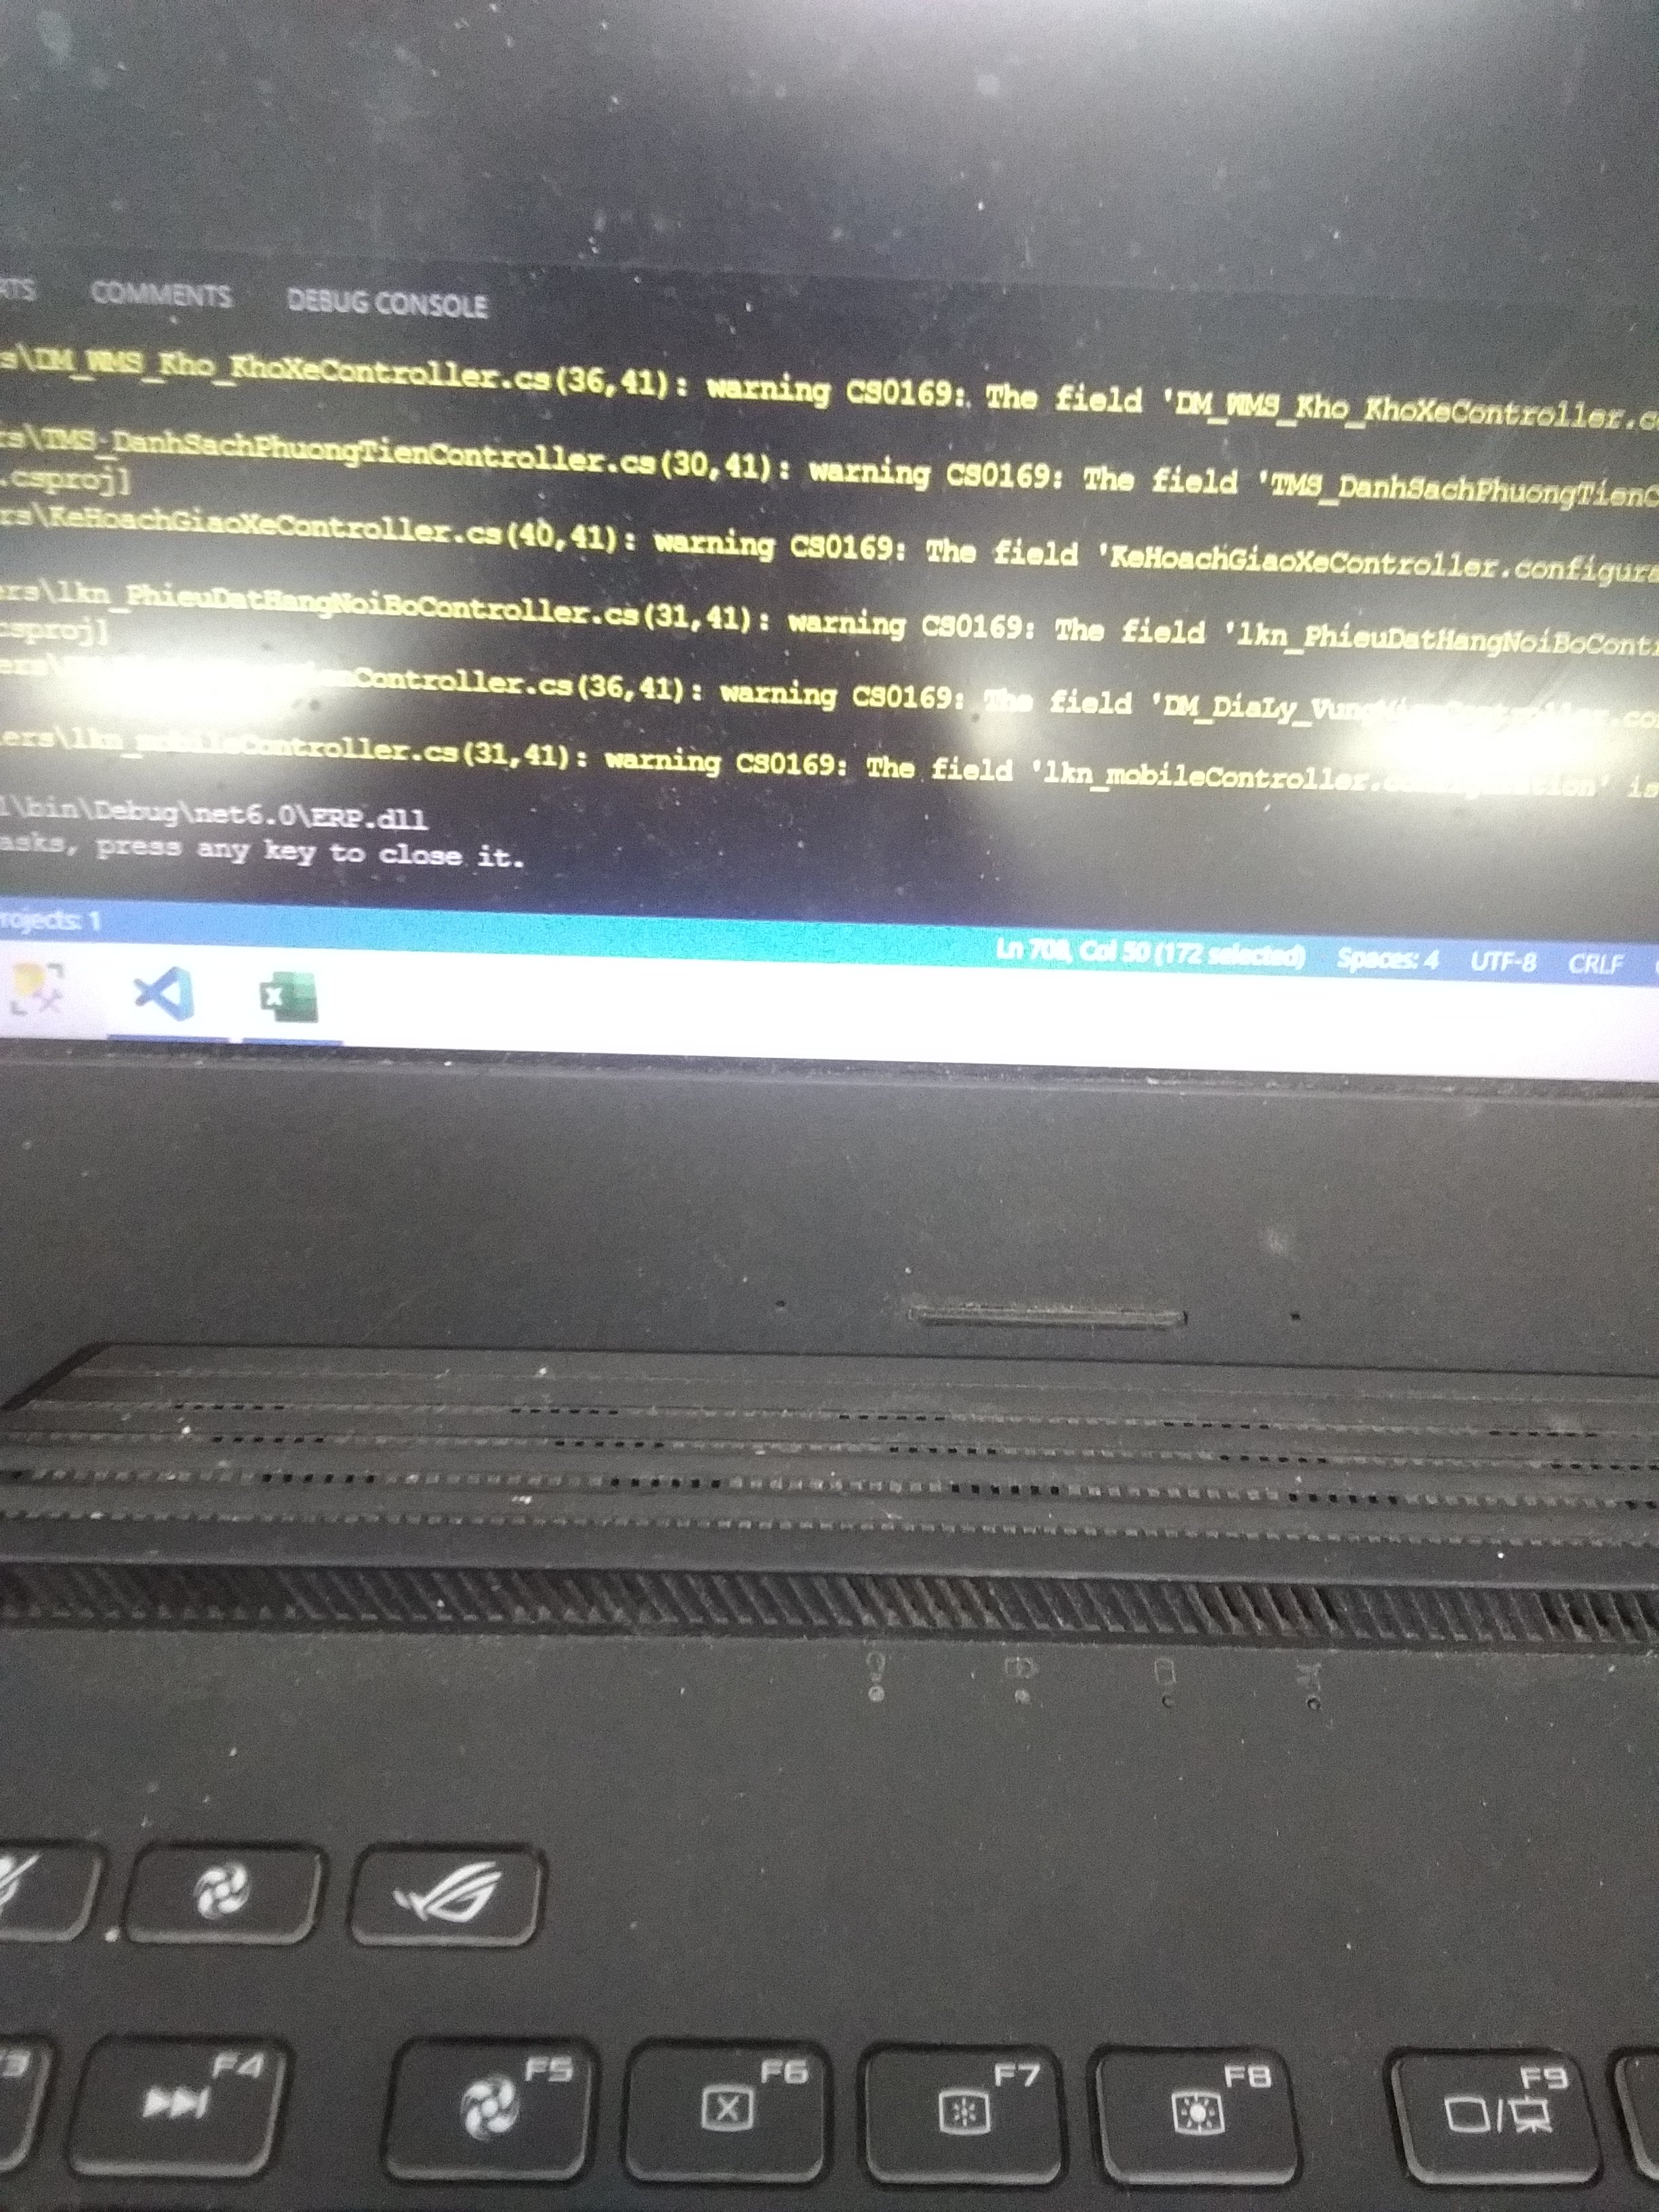 COMMENTS DEBUG CONSOLE
s\DM_WMS_Kho_KhoXeController.cs(36,41): warning CS0169: The field 'DM_WMS_Kho_KhoXeController.c
rs\TMS_DanhSachPhuongTienController.cs(30,41): warning CS0169: The field 'TMS_DanhSachPhuongTienC
.csproj]
rs\KeHoachGiaoXeController.cs(40,41): warning CS0169: The field 'KeHoachGiaoXeController.configura
ers\lkn_PhieuDatHangNoiBoController.cs(31,41): warning CS0169: The field 'lkn_PhieuDatHangNoiBoContr
csproj]
Controller.cs(36,41): warning CS0169: The field 'DM_DiaLy_
ers\lkn_mobileController.cs(31,41): warning CS0169: The field 'lkn_mobileController.configuration' is
\bin\Debug\net6.0\ERP.dll
asks, press any key to close it.
rojects: 1 Ln 708, Col 50 (172 selected) Spaces: 4 UTF-8 CRLF
F4 F5 F6 F7 F8 F9